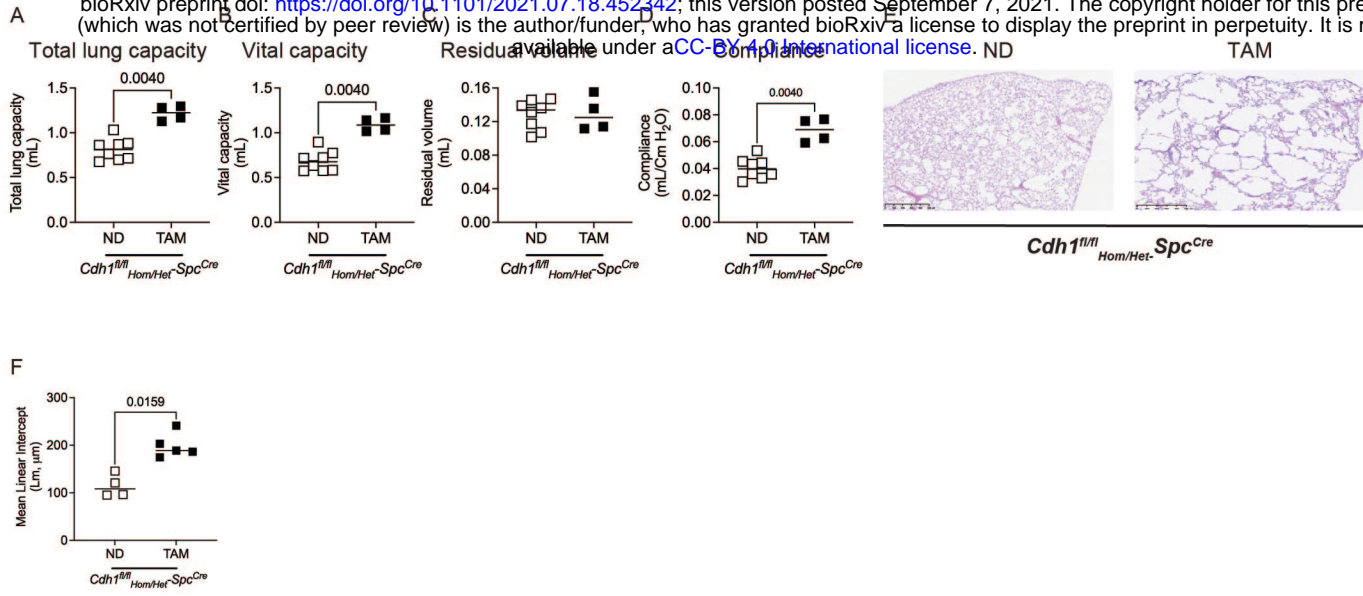 bioRxiv preprint doi: https://doi.org/10.1101/2021.07.18.452342; this version posted September 7, 2021. The copyright holder for this pre
(which was not certified by peer review) is the author/funder, who has granted bioRxiv a license to display the preprint in perpetuity. It is m
available under aCC-BY 4.0 International license.
A
B
C
D
E
Total lung capacity
Vital capacity
Residual volume
Compliance
ND
TAM
Total lung capacity
(mL)
1.5
1.0
0.5
0.0
0.0040
ND
TAM
Cdh1fl/fl Hom/Het-SpcCre
Vital capacity
(mL)
1.5
1.0
0.5
0.0
0.0040
ND
TAM
Cdh1fl/fl Hom/Het-SpcCre
Residual volume
(mL)
0.16
0.12
0.08
0.04
0.00
ND
TAM
Cdh1fl/fl Hom/Het-SpcCre
Compliance
(mL/Cm H2O)
0.10
0.08
0.06
0.04
0.02
0.00
0.0040
ND
TAM
Cdh1fl/fl Hom/Het-SpcCre
Cdh1fl/fl Hom/Het-SpcCre
F
Mean Linear Intercept
(Lm, μm)
300
200
100
0
0.0159
ND
TAM
Cdh1fl/fl Hom/Het-SpcCre